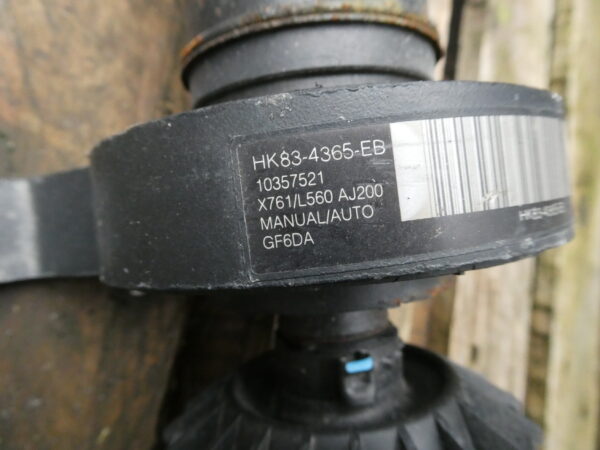 HK83-4365-EB
10357521
X761/L560 AJ200
MANUAL/AUTO
GF6DA